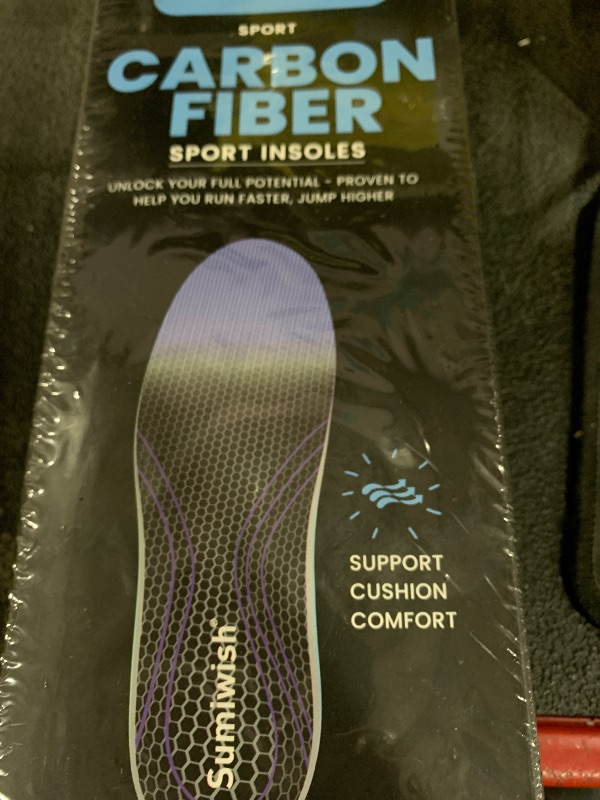 SPORT
CARBON
FIBER
SPORT INSOLES
UNLOCK YOUR FULL POTENTIAL – PROVEN TO
HELP YOU RUN FASTER, JUMP HIGHER
SUPPORT
CUSHION
COMFORT
Sumiwish®